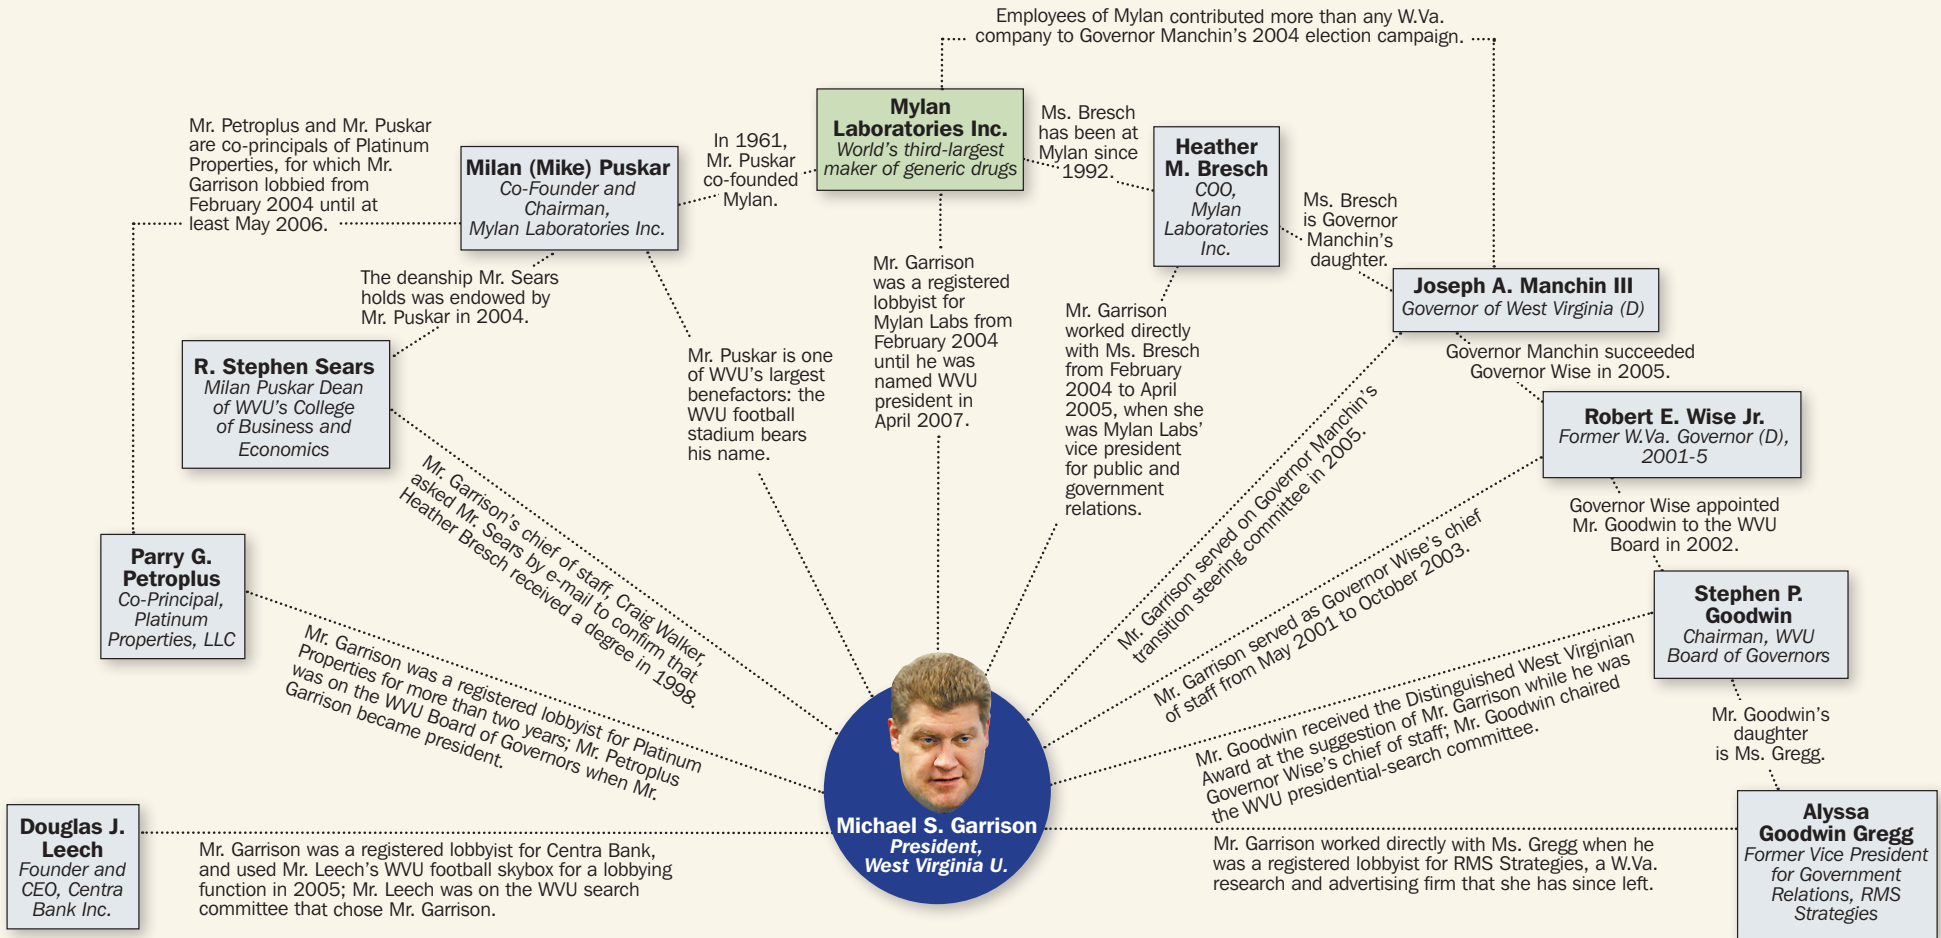 Employees of Mylan contributed more than any W.Va.
company to Governor Manchin's 2004 election campaign.
Mylan
Laboratories Inc.
World's third-largest
maker of generic drugs
Mr. Petroplus and Mr. Puskar
are co-principals of Platinum
Properties, for which Mr.
Garrison lobbied from
February 2004 until at
least May 2006.
Milan (Mike) Puskar
Co-Founder and
Chairman,
Mylan Laboratories Inc.
In 1961,
Mr. Puskar
co-founded
Mylan.
Ms. Bresch
has been at
Mylan since
1992.
Heather
M. Bresch
COO,
Mylan
Laboratories
Inc.
Ms. Bresch
is Governor
Manchin's
daughter.
Joseph A. Manchin III
Governor of West Virginia (D)
The deanship Mr. Sears
holds was endowed by
Mr. Puskar in 2004.
R. Stephen Sears
Milan Puskar Dean
of WVU's College
of Business and
Economics
Mr. Puskar is one
of WVU's largest
benefactors: the
WVU football
stadium bears
his name.
Mr. Garrison
was a registered
lobbyist for
Mylan Labs from
February 2004
until he was
named WVU
president in
April 2007.
Mr. Garrison
worked directly
with Ms. Bresch
from February
2004 to April
2005, when she
was Mylan Labs'
vice president
for public and
government
relations.
Governor Manchin succeeded
Governor Wise in 2005.
Robert E. Wise Jr.
Former W.Va. Governor (D),
2001-5
Governor Wise appointed
Mr. Goodwin to the WVU
Board in 2002.
Stephen P.
Goodwin
Chairman, WVU
Board of Governors
Mr. Goodwin's
daughter
is Ms. Gregg.
Alyssa
Goodwin Gregg
Former Vice President
for Government
Relations, RMS
Strategies
Mr. Garrison's chief of staff, Craig Walker,
asked Mr. Sears by e-mail to confirm that
Heather Bresch received a degree in 1998.
Mr. Garrison served on Governor Manchin's
transition steering committee in 2005.
Mr. Garrison served as Governor Wise's chief
of staff from May 2001 to October 2003.
Mr. Goodwin received the Distinguished West Virginian
Award at the suggestion of Mr. Garrison while he was
Governor Wise's chief of staff; Mr. Goodwin chaired
the WVU presidential-search committee.
Parry G.
Petroplus
Co-Principal,
Platinum
Properties, LLC
Mr. Garrison was a registered lobbyist for Platinum
Properties for more than two years; Mr. Petroplus
was on the WVU Board of Governors when Mr.
Garrison became president.
Douglas J.
Leech
Founder and
CEO, Centra
Bank Inc.
Mr. Garrison was a registered lobbyist for Centra Bank,
and used Mr. Leech's WVU football skybox for a lobbying
function in 2005; Mr. Leech was on the WVU search
committee that chose Mr. Garrison.
Michael S. Garrison
President,
West Virginia U.
Mr. Garrison worked directly with Ms. Gregg when he
was a registered lobbyist for RMS Strategies, a W.Va.
research and advertising firm that she has since left.